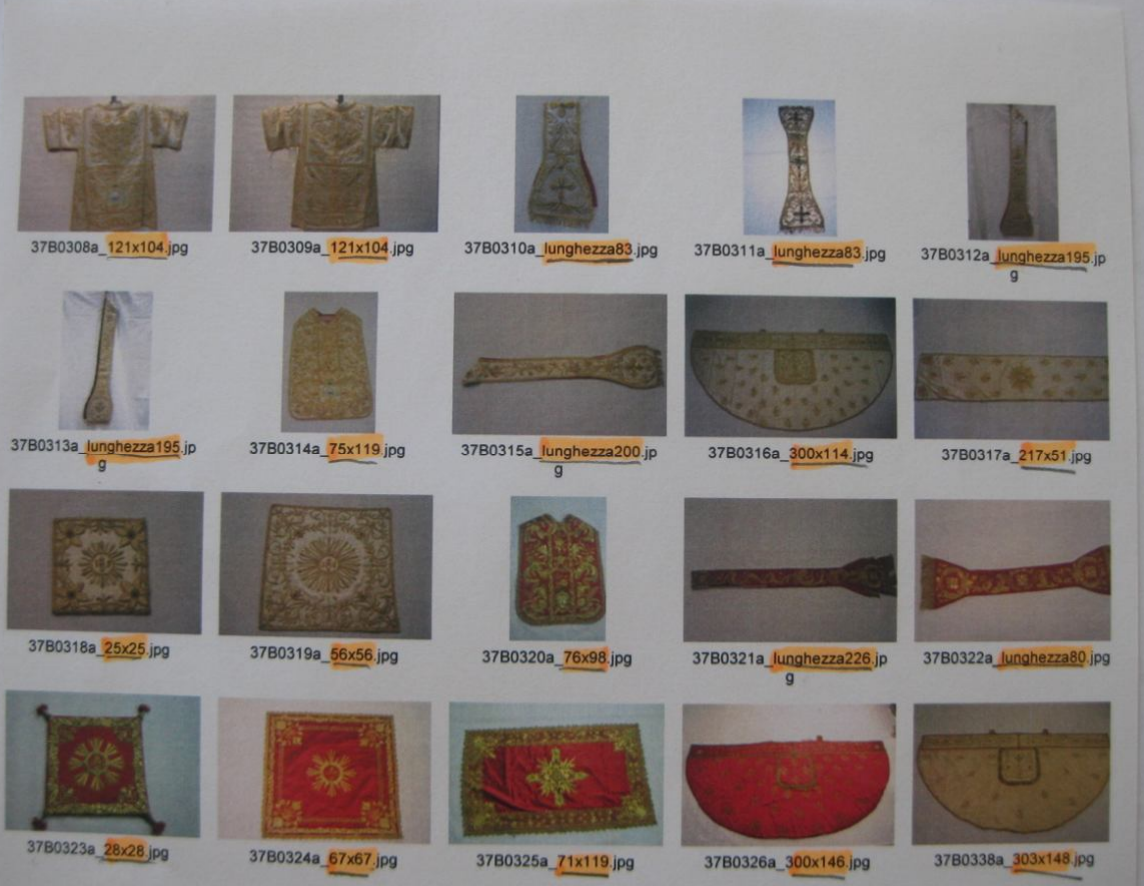 37B0308a_121x104.jpg
37B0309a_121x104.jpg
37B0310a_lunghezza83.jpg
37B0311a_lunghezza83.jpg
37B0312a_lunghezza195.jp
g
37B0313a_lunghezza195.jp
g
37B0314a_75x119.jpg
37B0315a_lunghezza200.jp
g
37B0316a_300x114.jpg
37B0317a_217x51.jpg
37B0318a_25x25.jpg
37B0319a_56x56.jpg
37B0320a_76x98.jpg
37B0321a_lunghezza226.jp
g
37B0322a_lunghezza80.jpg
37B0323a_28x28.jpg
37B0324a_67x67.jpg
37B0325a_71x119.jpg
37B0326a_300x146.jpg
37B0338a_303x148.jpg